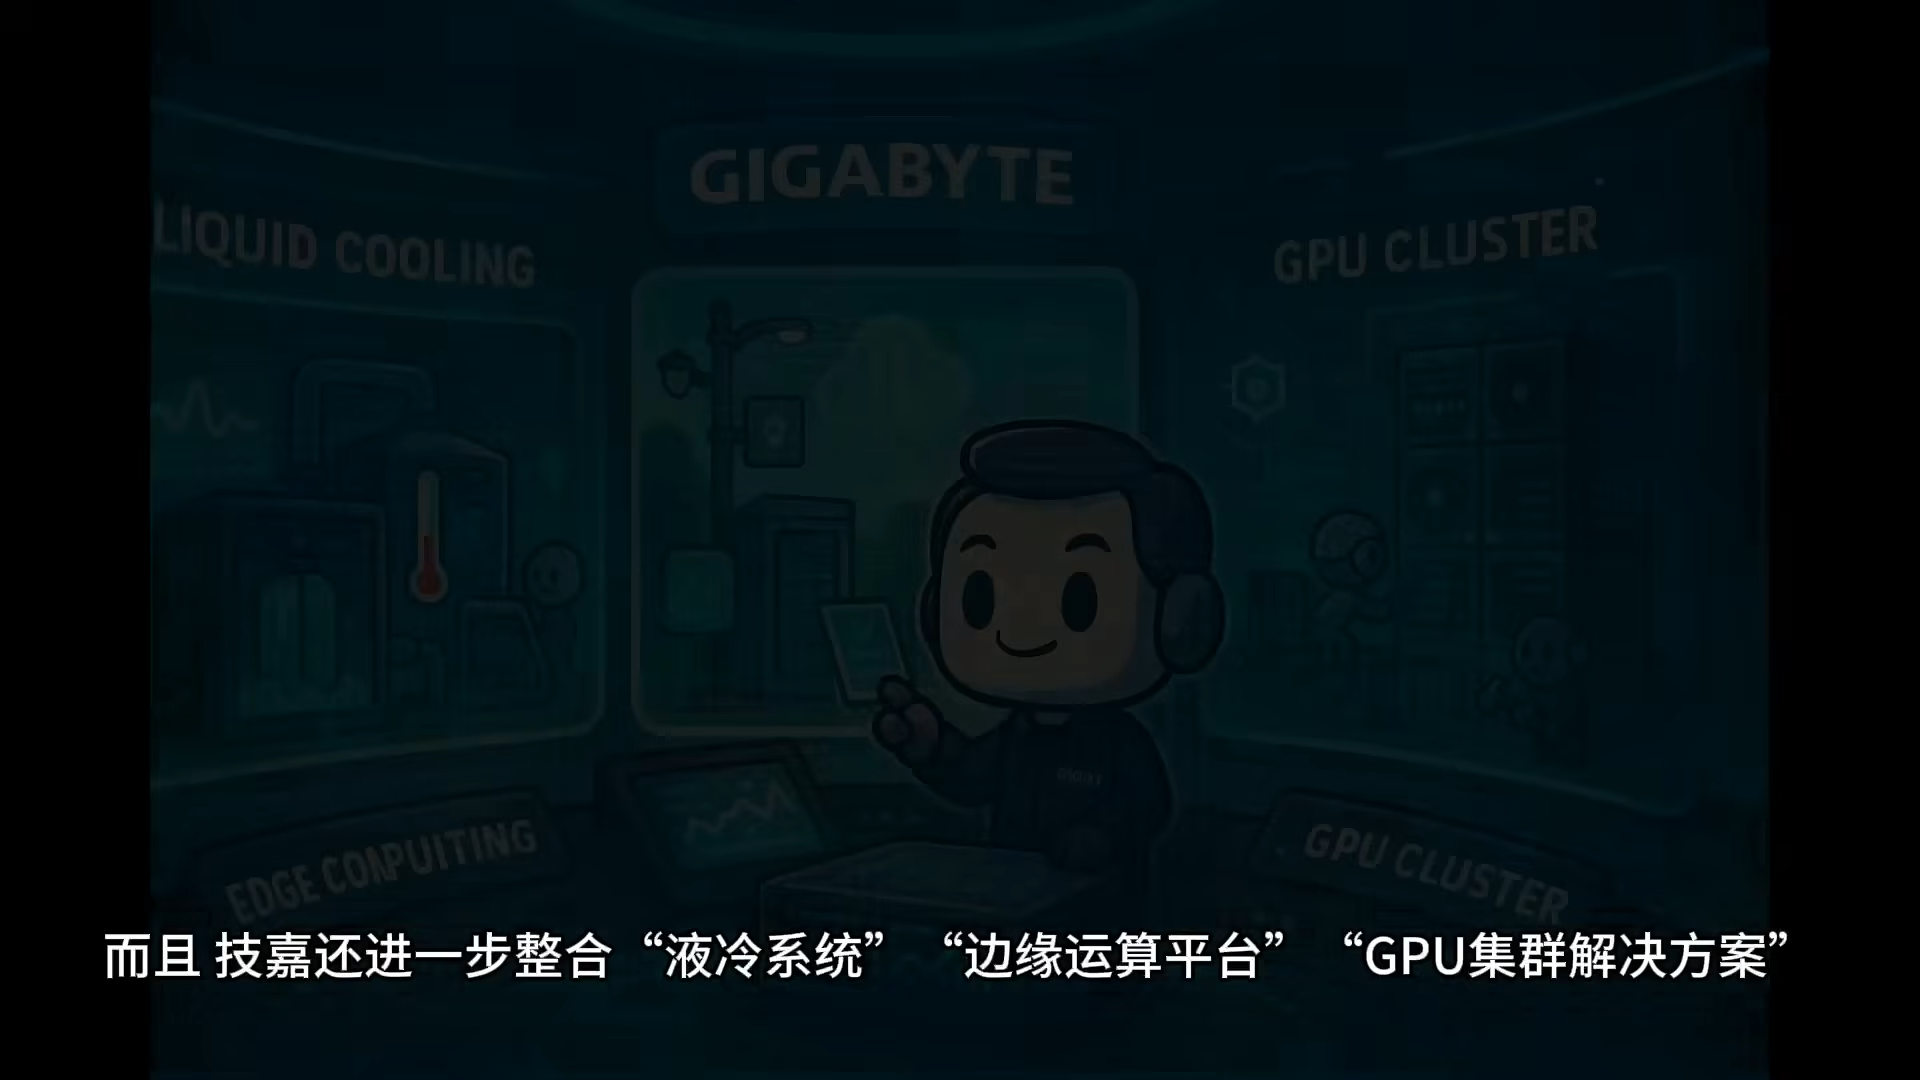 GIGABYTE
LIQUID COOLING
GPU CLUSTER
EDGE CONPUITING
GPU CLUSTER
而且 技嘉还进一步整合“液冷系统” “边缘运算平台” “GPU集群解决方案”